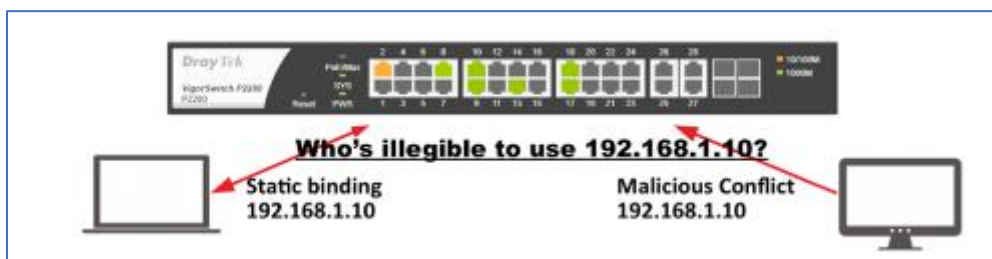 2 4 6 8 10 12 14 16 18 20 22 24 26 28
DrayTek
10/100M
SYS
1000M
VigorSwitch P2280
P2280
Reset PWR
1 3 5 7 9 11 13 15 17 19 21 23 25 27
Who's illegible to use 192.168.1.10?
Static binding
192.168.1.10
Malicious Conflict
192.168.1.10